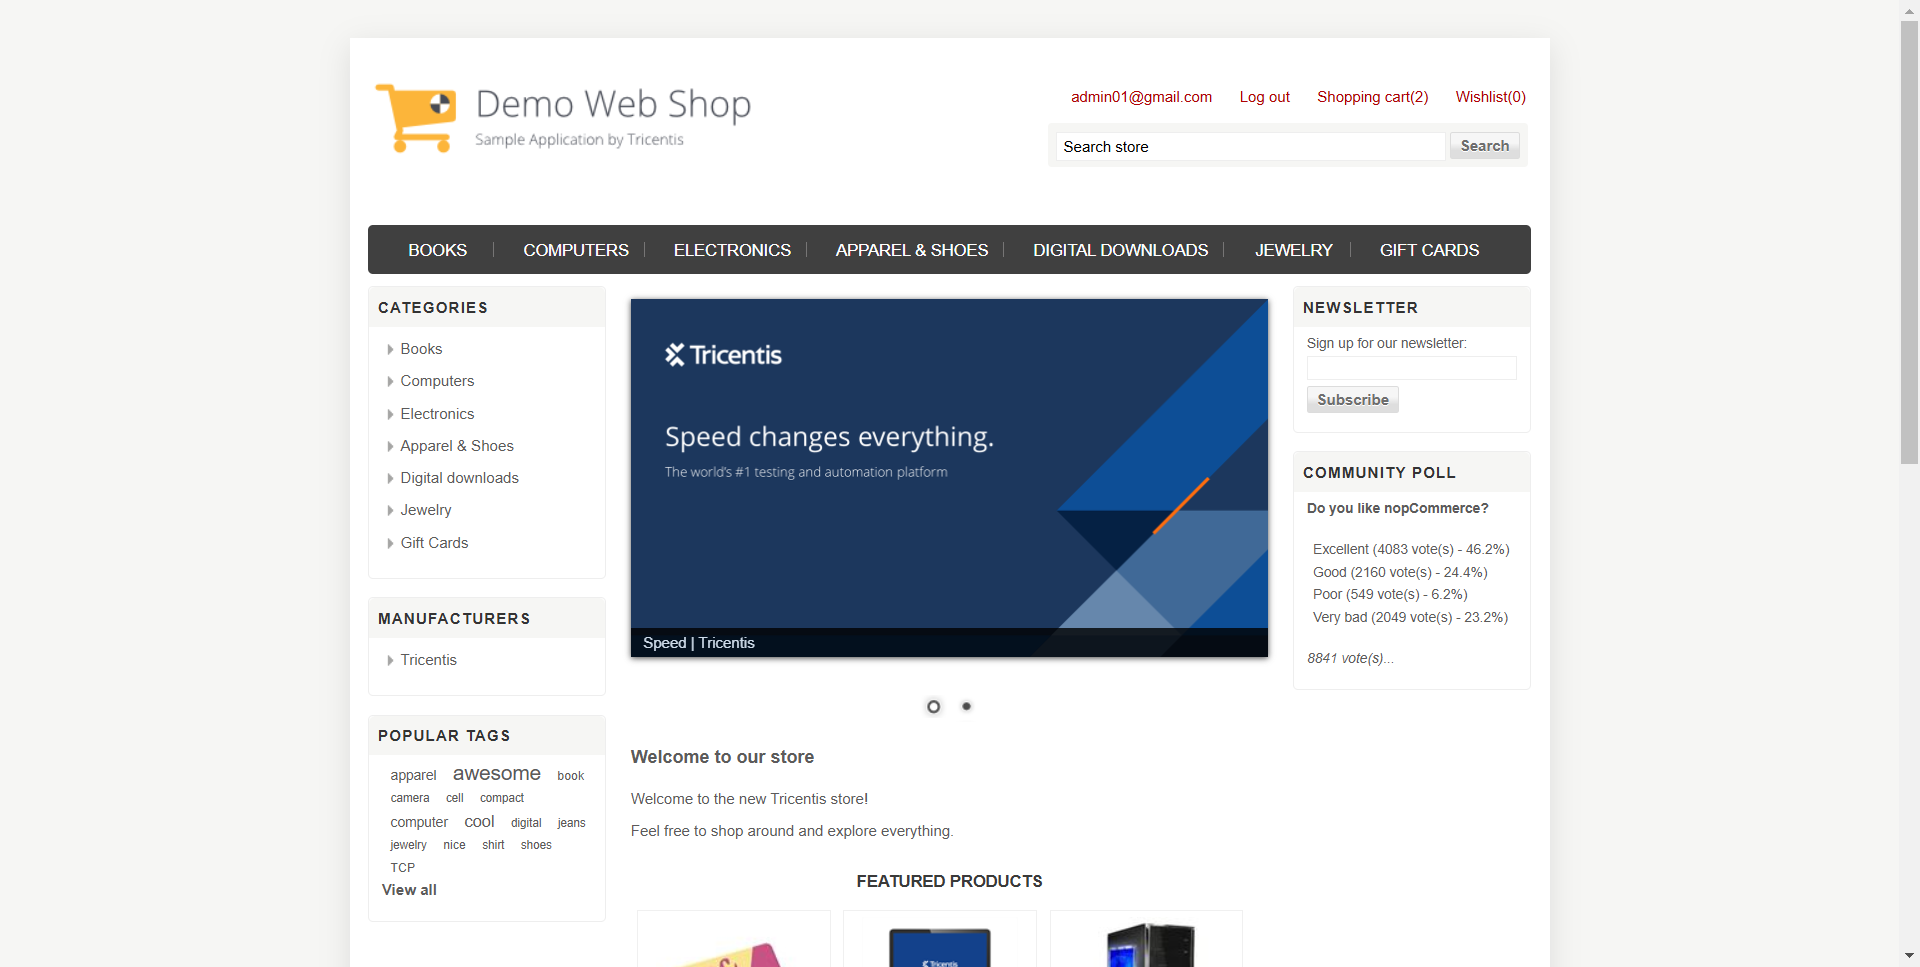 Demo Web Shop
Sample Application by Tricentis
admin01@gmail.com Log out Shopping cart(2) Wishlist(0)
Search store Search
BOOKS COMPUTERS ELECTRONICS APPAREL & SHOES DIGITAL DOWNLOADS JEWELRY GIFT CARDS
CATEGORIES
Books
Computers
Electronics
Apparel & Shoes
Digital downloads
Jewelry
Gift Cards
MANUFACTURERS
Tricentis
POPULAR TAGS
apparel awesome book
camera cell compact
computer cool digital jeans
jewelry nice shirt shoes
TCP
View all
Tricentis
Speed changes everything.
The world's #1 testing and automation platform
Speed | Tricentis
Welcome to our store
Welcome to the new Tricentis store!
Feel free to shop around and explore everything.
FEATURED PRODUCTS
Tricentis
NEWSLETTER
Sign up for our newsletter:
Subscribe
COMMUNITY POLL
Do you like nopCommerce?
Excellent (4083 vote(s) - 46.2%)
Good (2160 vote(s) - 24.4%)
Poor (549 vote(s) - 6.2%)
Very bad (2049 vote(s) - 23.2%)
8841 vote(s)...